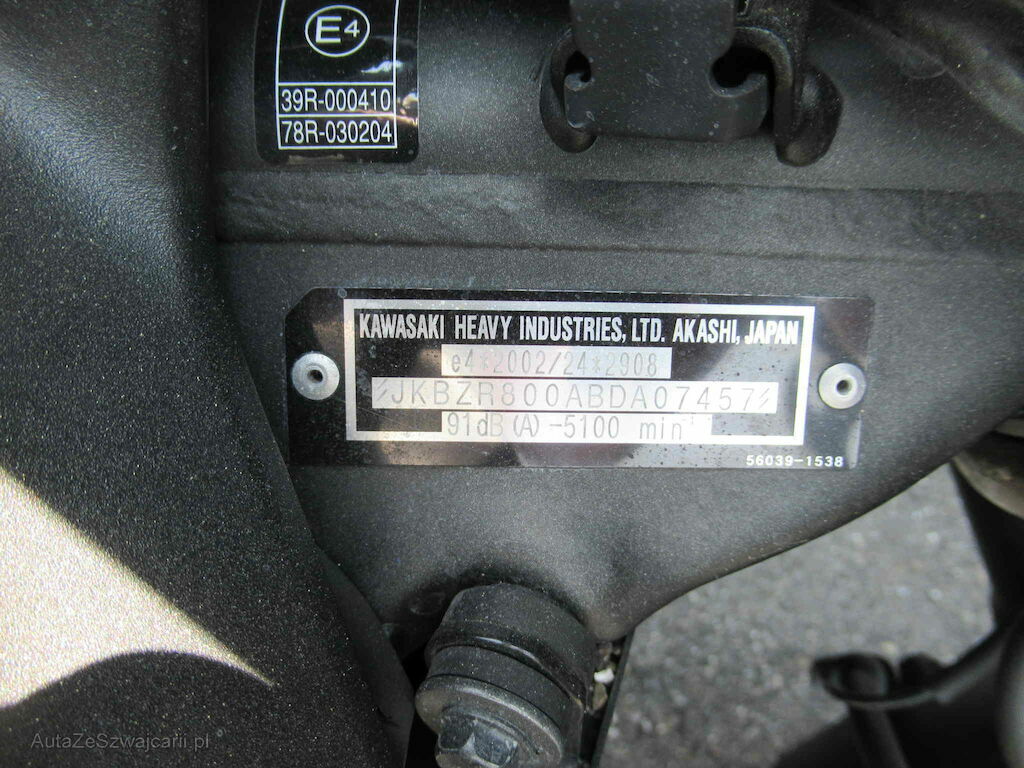 E4
39R-000410
78R-030204
KAWASAKI HEAVY INDUSTRIES, LTD. AKASHI, JAPAN
e4*2002/24*2908
JKBZR800ABDA07457
91dB (A) -5100 min⁻¹
56039-1538
AutaZeSzwajcarii.pl